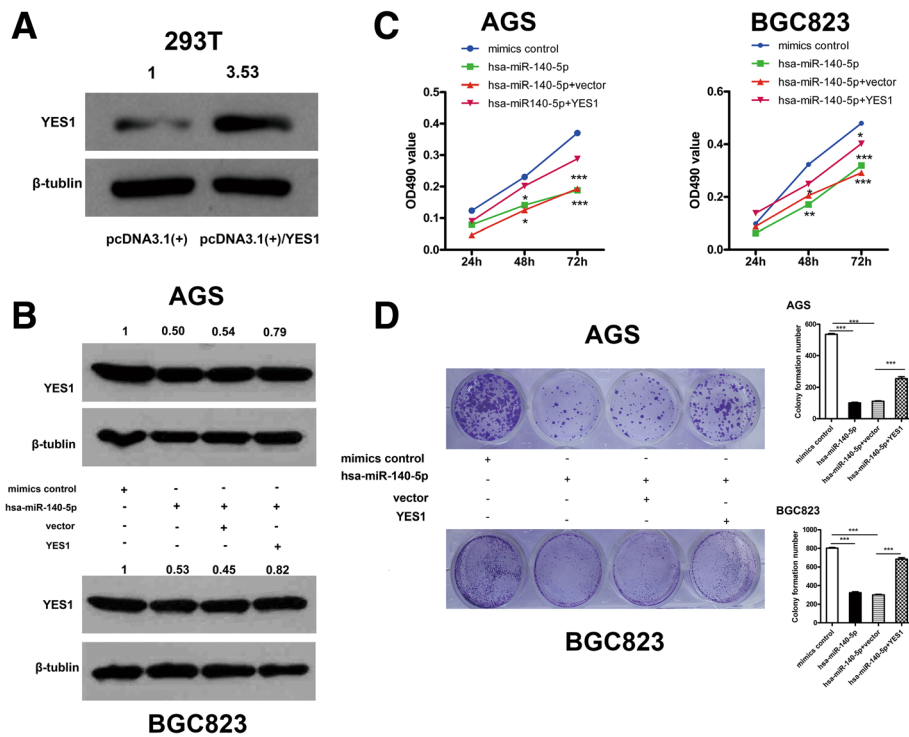 A
293T
1 3.53
YES1
β-tublin
pcDNA3.1(+) pcDNA3.1(+)/YES1
B
AGS
1 0.50 0.54 0.79
YES1
β-tublin
mimics control + - - -
hsa-miR-140-5p - + + +
vector - - + -
YES1 - - - +
1 0.53 0.45 0.82
YES1
β-tublin
BGC823
C
AGS
mimics control
hsa-miR-140-5p
hsa-miR-140-5p+vector
hsa-miR140-5p+YES1
OD490 value
0.5
0.4
0.3
0.2
0.1
0.0
24h 48h 72h
*
*
***
***
BGC823
mimics control
hsa-miR-140-5p
hsa-miR-140-5p+vector
hsa-miR-140-5p+YES1
OD490 value
0.6
0.4
0.2
0.0
24h 48h 72h
*
**
*
***
***
D
AGS
mimics control + - - -
hsa-miR-140-5p - + + +
vector - - + -
YES1 - - - +
BGC823
AGS
Colony formation number
600
400
200
0
***
***
***
mimics control
hsa-miR-140-5p
hsa-miR-140-5p+vector
hsa-miR-140-5p+YES1
BGC823
Colony formation number
1000
800
600
400
200
0
***
***
***
mimics control
hsa-miR-140-5p
hsa-miR-140-5p+vector
hsa-miR-140-5p+YES1